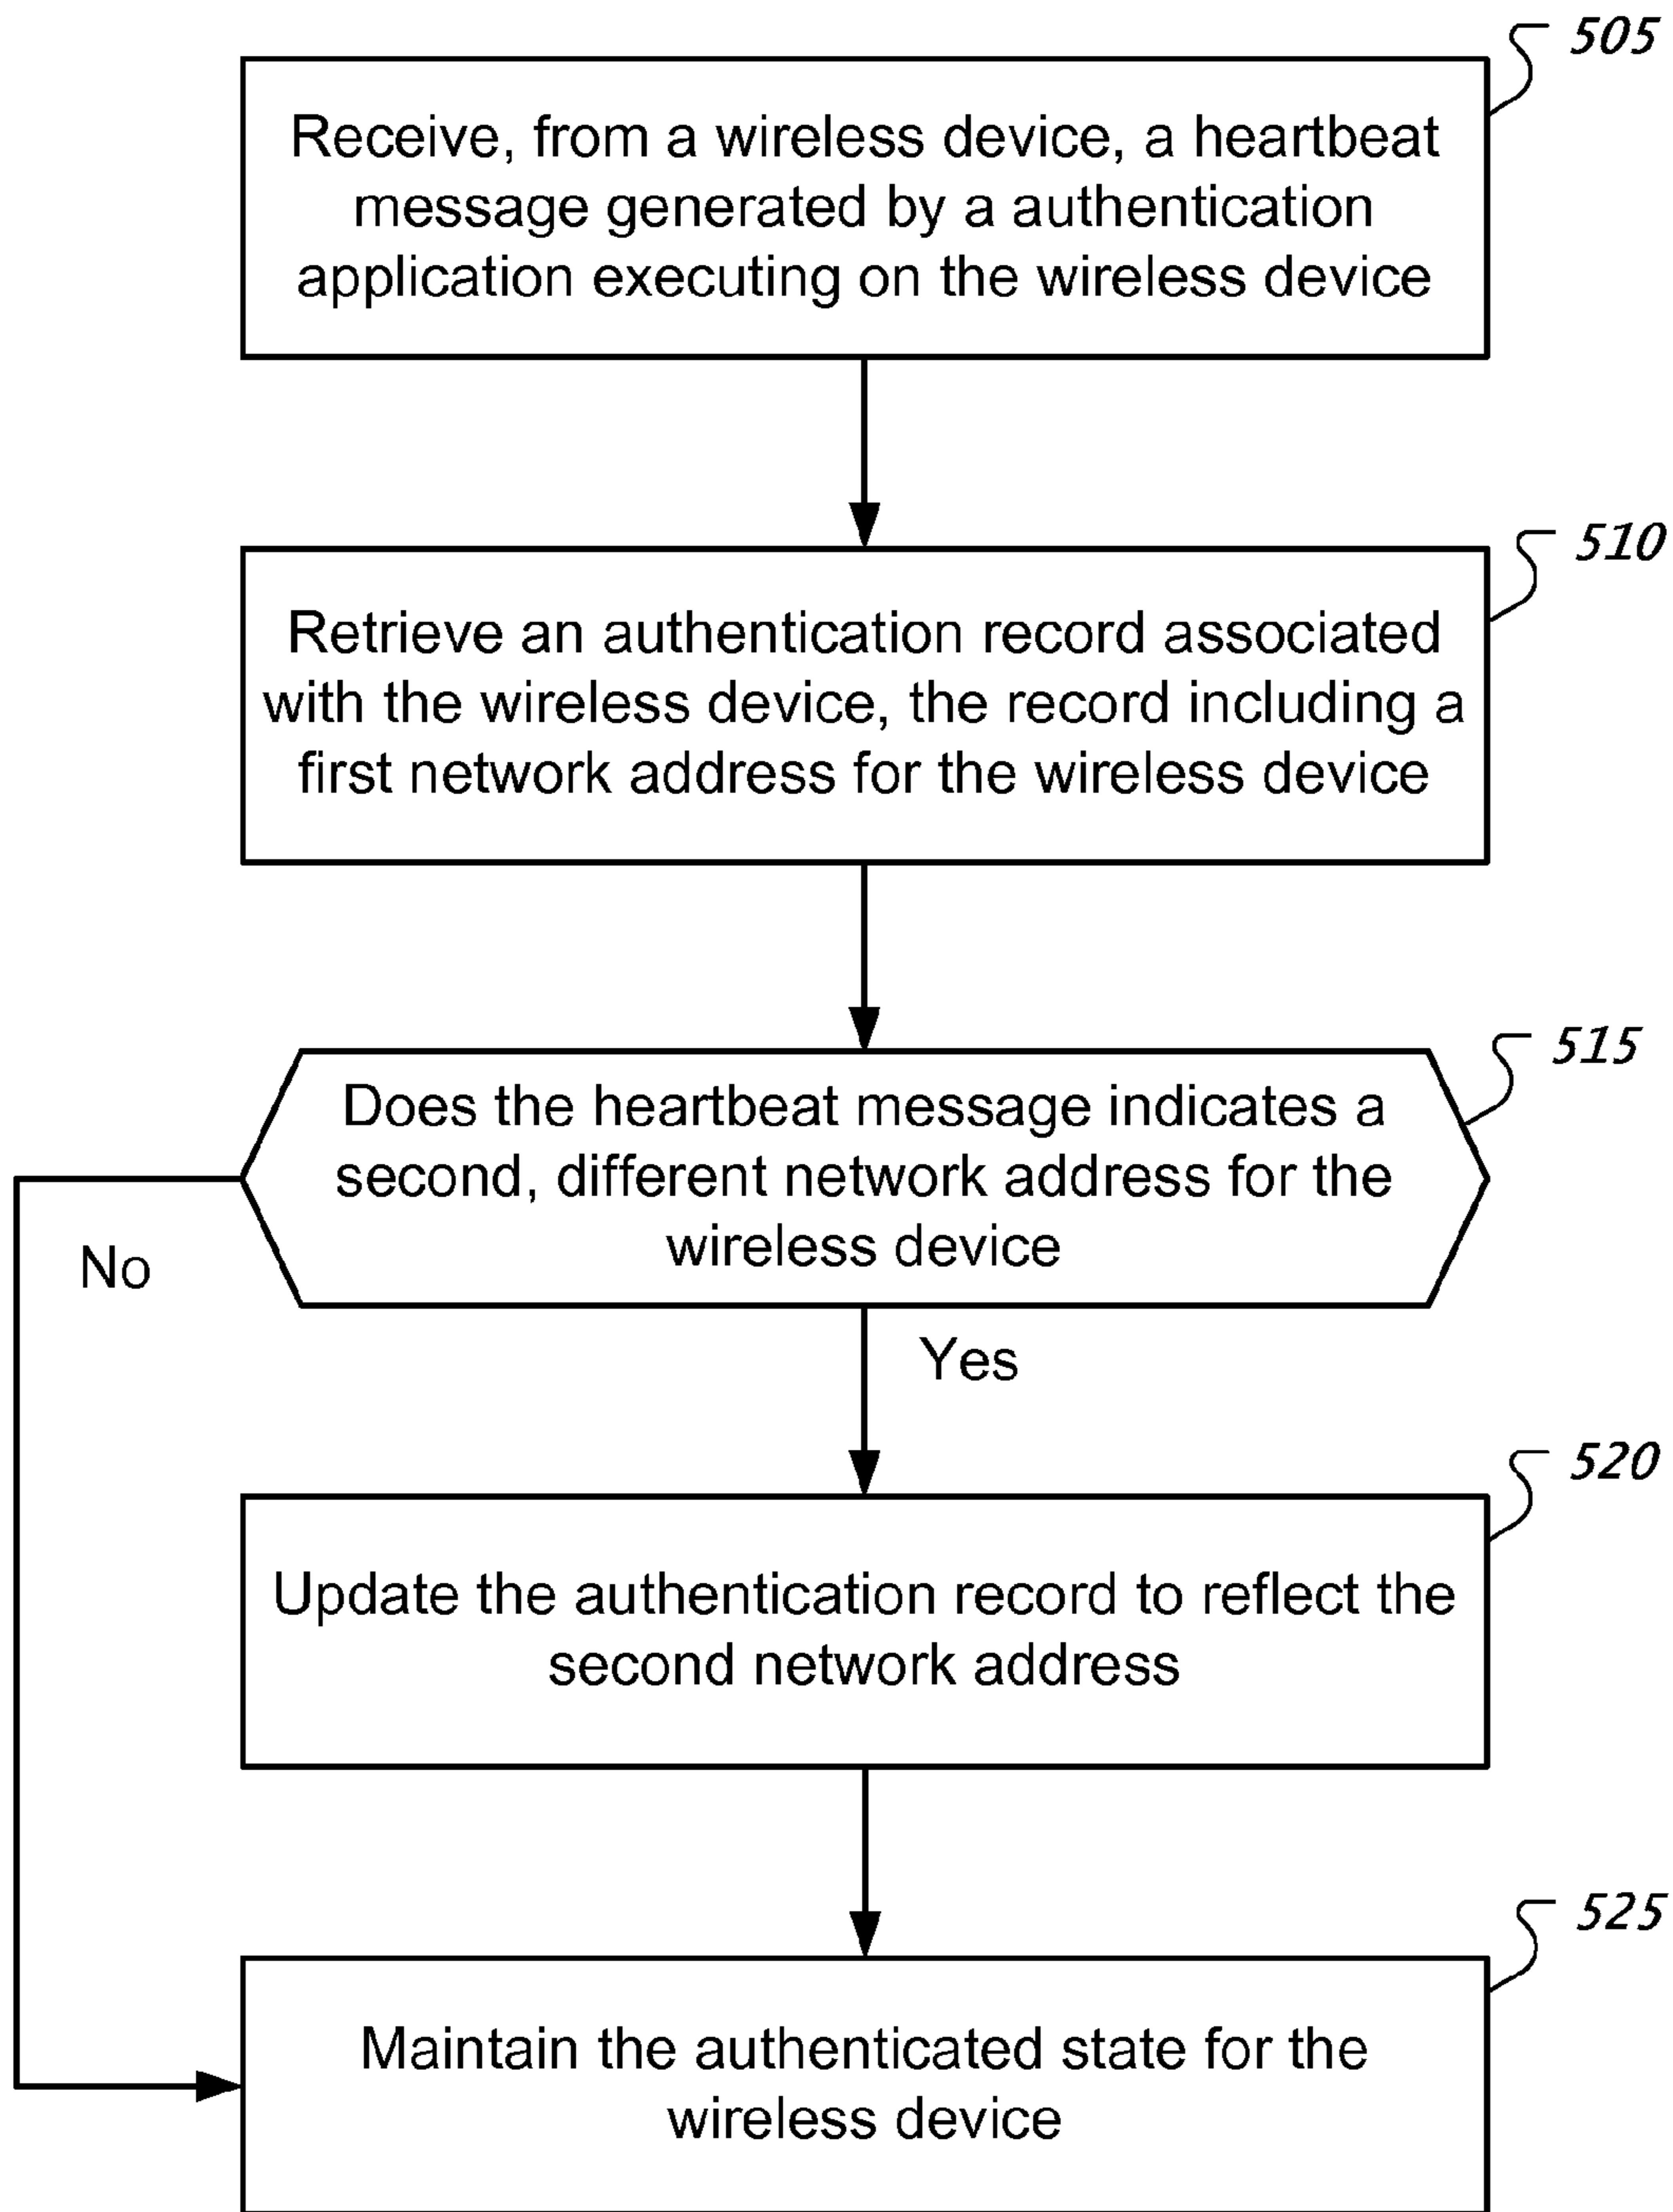 505
Receive, from a wireless device, a heartbeat
message generated by a authentication
application executing on the wireless device
510
Retrieve an authentication record associated
with the wireless device, the record including a
first network address for the wireless device
515
Does the heartbeat message indicates a
second, different network address for the
wireless device
No
Yes
520
Update the authentication record to reflect the
second network address
525
Maintain the authenticated state for the
wireless device